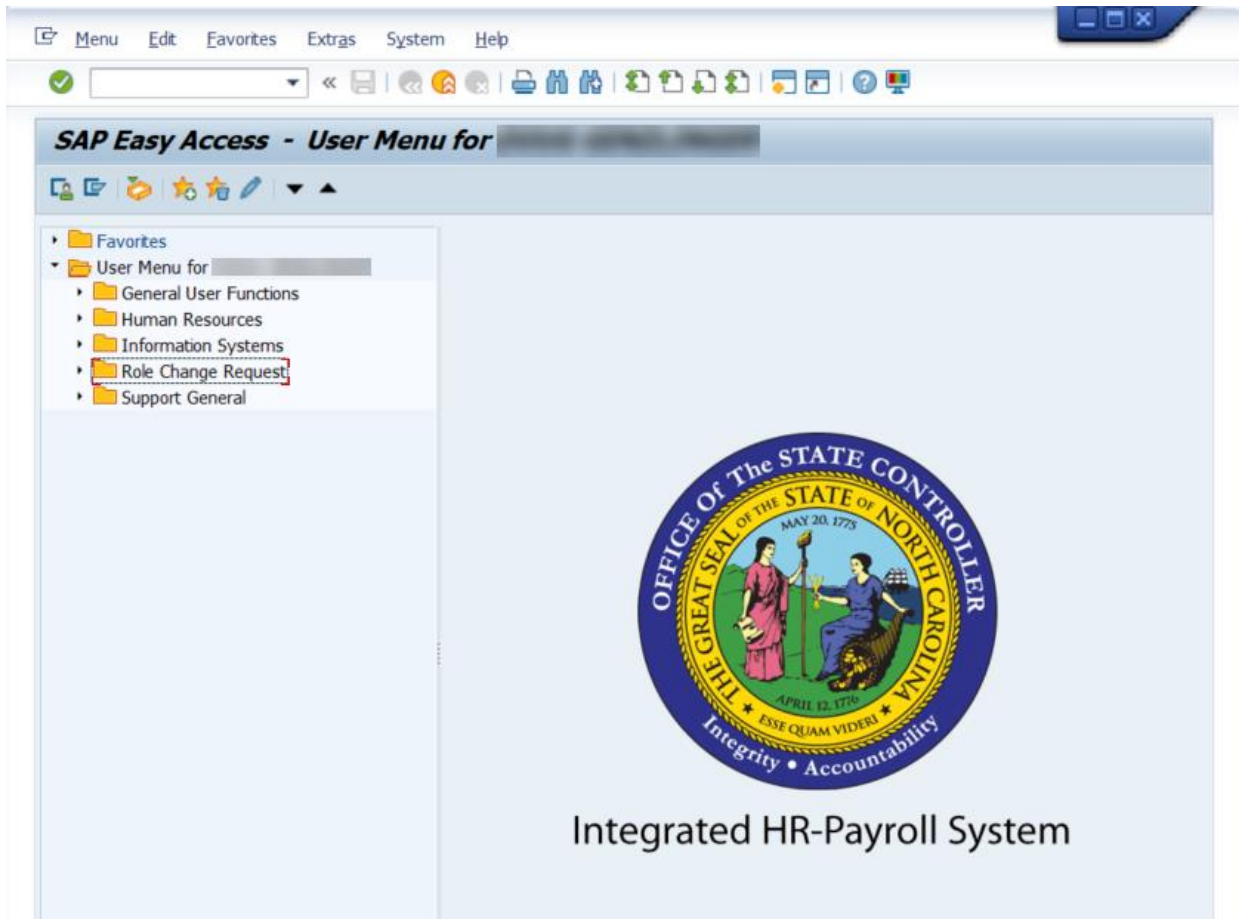 Menu Edit Favorites Extras System Help
SAP Easy Access - User Menu for
Favorites
User Menu for
General User Functions
Human Resources
Information Systems
Role Change Request
Support General
OFFICE Of The STATE CONTROLLER
THE GREAT SEAL OF THE STATE OF NORTH CAROLINA
MAY 20, 1775
APRIL 12, 1776
ESSE QUAM VIDERI
Integrity • Accountability
Integrated HR-Payroll System